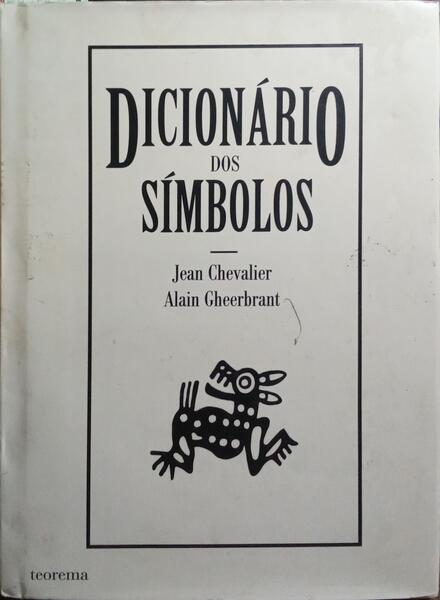 DICIONÁRIO
DOS
SÍMBOLOS
Jean Chevalier
Alain Gheerbrant
teorema